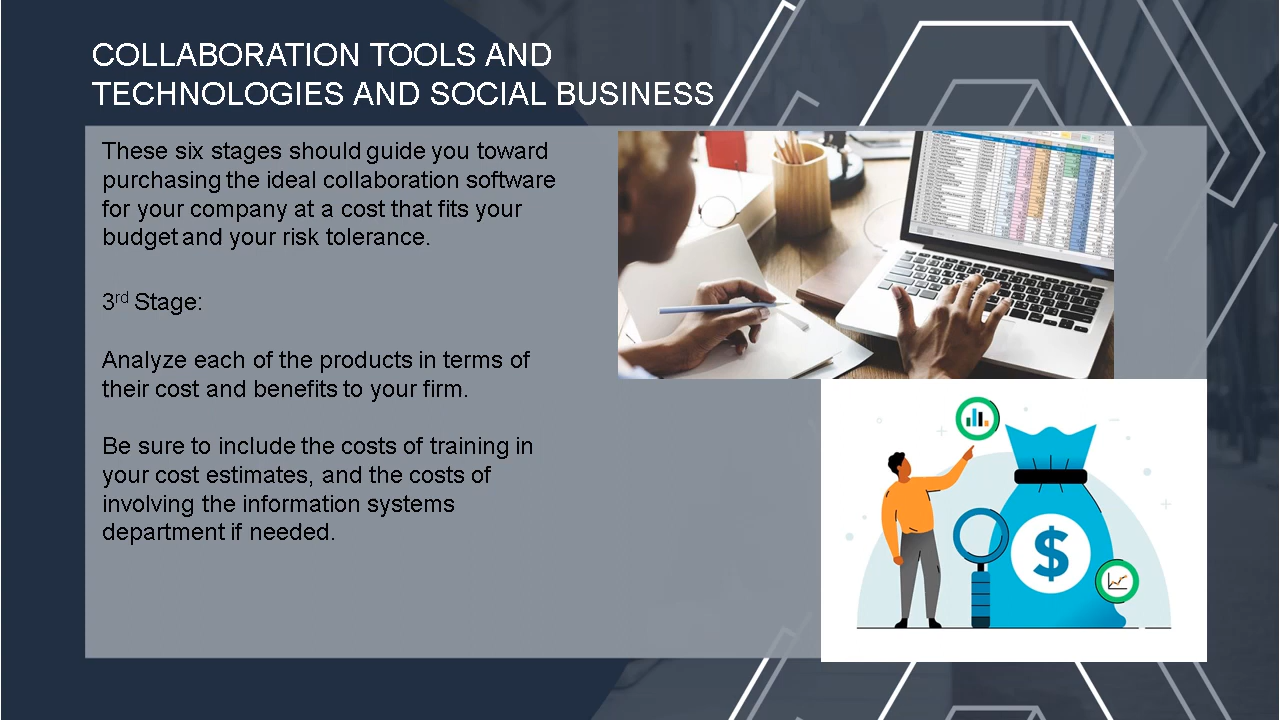 COLLABORATION TOOLS AND
TECHNOLOGIES AND SOCIAL BUSINESS
These six stages should guide you toward
purchasing the ideal collaboration software
for your company at a cost that fits your
budget and your risk tolerance.
3rd Stage:
Analyze each of the products in terms of
their cost and benefits to your firm.
Be sure to include the costs of training in
your cost estimates, and the costs of
involving the information systems
department if needed.
$